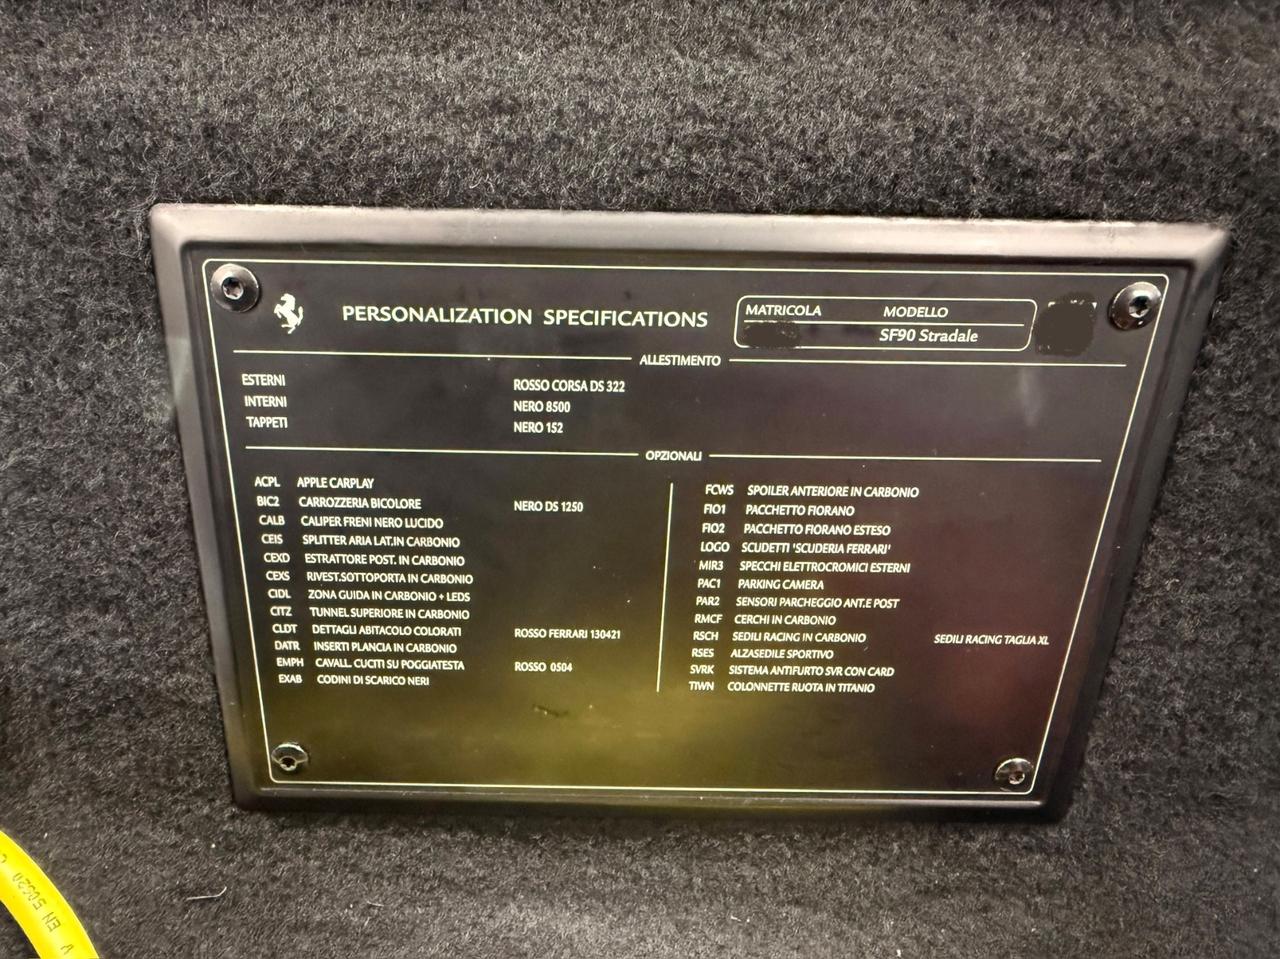 PERSONALIZATION SPECIFICATIONS
MATRICOLA MODELLO
SF90 Stradale
ALLESTIMENTO
ESTERNI ROSSO CORSA DS 322
INTERNI NERO 8500
TAPPETI NERO 152
OPZIONALI
ACPL APPLE CARPLAY
BIC2 CARROZZERIA BICOLORE NERO DS 1250
CALB CALIPER FRENI NERO LUCIDO
CEIS SPLITTER ARIA LAT.IN CARBONIO
CEXD ESTRATTORE POST. IN CARBONIO
CEXS RIVEST.SOTTOPORTA IN CARBONIO
CIDL ZONA GUIDA IN CARBONIO + LEDS
CITZ TUNNEL SUPERIORE IN CARBONIO
CLDT DETTAGLI ABITACOLO COLORATI ROSSO FERRARI 130421
DATR INSERTI PLANCIA IN CARBONIO
EMPH CAVALL. CUCITI SU POGGIATESTA ROSSO 0504
EXAB CODINI DI SCARICO NERI
FCWS SPOILER ANTERIORE IN CARBONIO
FIO1 PACCHETTO FIORANO
FIO2 PACCHETTO FIORANO ESTESO
LOGO SCUDETTI 'SCUDERIA FERRARI'
MIR3 SPECCHI ELETTROCROMICI ESTERNI
PAC1 PARKING CAMERA
PAR2 SENSORI PARCHEGGIO ANT.E POST
RMCF CERCHI IN CARBONIO
RSCH SEDILI RACING IN CARBONIO SEDILI RACING TAGLIA XL
RSES ALZASEDILE SPORTIVO
SVRK SISTEMA ANTIFURTO SVR CON CARD
TIWN COLONNETTE RUOTA IN TITANIO
V EN 50620